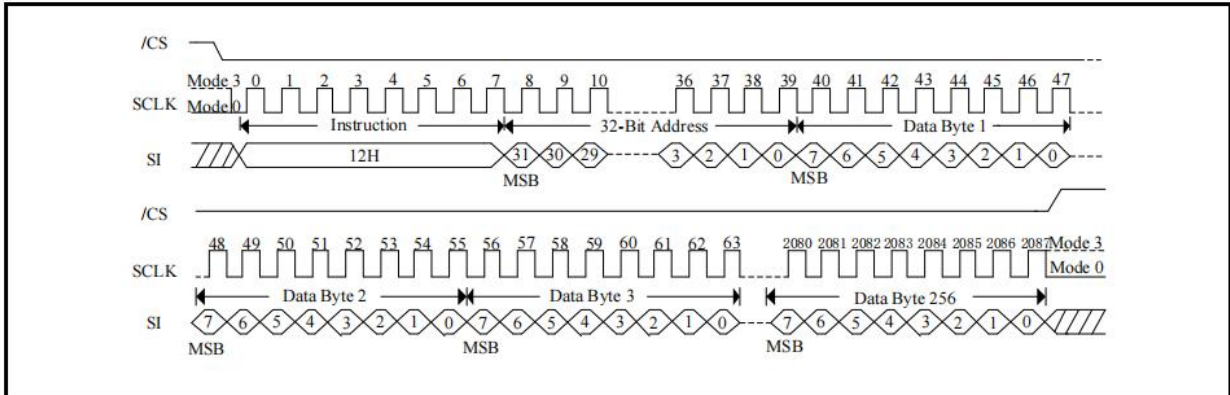 /CS
Mode 3 0 1 2 3 4 5 6 7 8 9 10 36 37 38 39 40 41 42 43 44 45 46 47
SCLK Mode 0
Instruction 32-Bit Address Data Byte 1
SI 12H 31 30 29 3 2 1 0 7 6 5 4 3 2 1 0
MSB MSB
/CS
48 49 50 51 52 53 54 55 56 57 58 59 60 61 62 63 2080 2081 2082 2083 2084 2085 2086 2087 Mode 3
SCLK Mode 0
Data Byte 2 Data Byte 3 Data Byte 256
SI 7 6 5 4 3 2 1 0 7 6 5 4 3 2 1 0 7 6 5 4 3 2 1 0
MSB MSB MSB